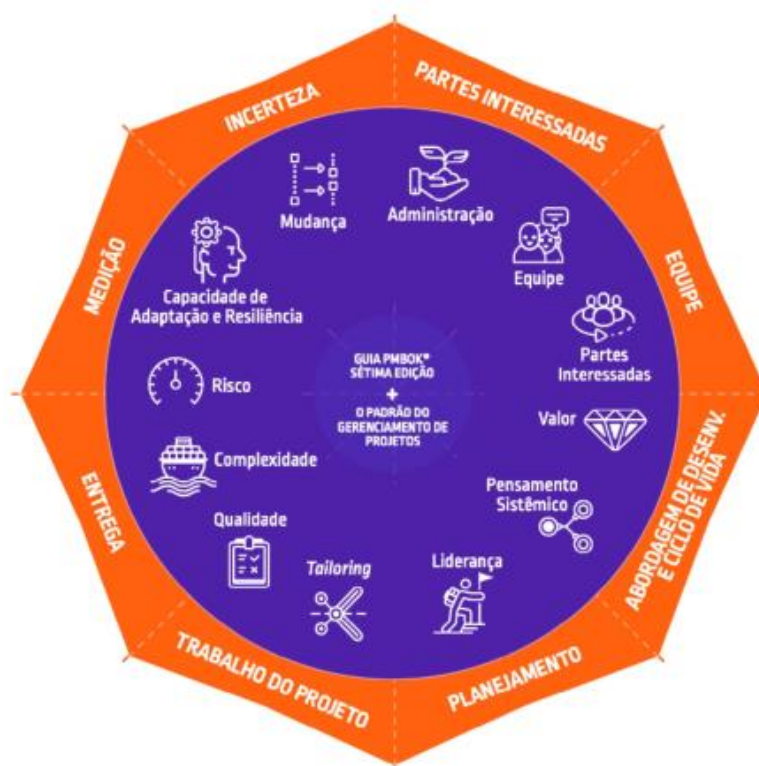 INCERTEZA
PARTES INTERESSADAS
EQUIPE
ABORDAGEM DE DESENV.
E CICLO DE VIDA
PLANEJAMENTO
TRABALHO DO PROJETO
ENTREGA
MEDIÇÃO
Mudança
Administração
Equipe
Partes
Interessadas
Valor
Pensamento
Sistêmico
Liderança
Tailoring
Qualidade
Complexidade
Risco
Capacidade de
Adaptação e Resiliência
GUIA PMBOK®
SÉTIMA EDIÇÃO
+
O PADRÃO DO
GERENCIAMENTO DE
PROJETOS